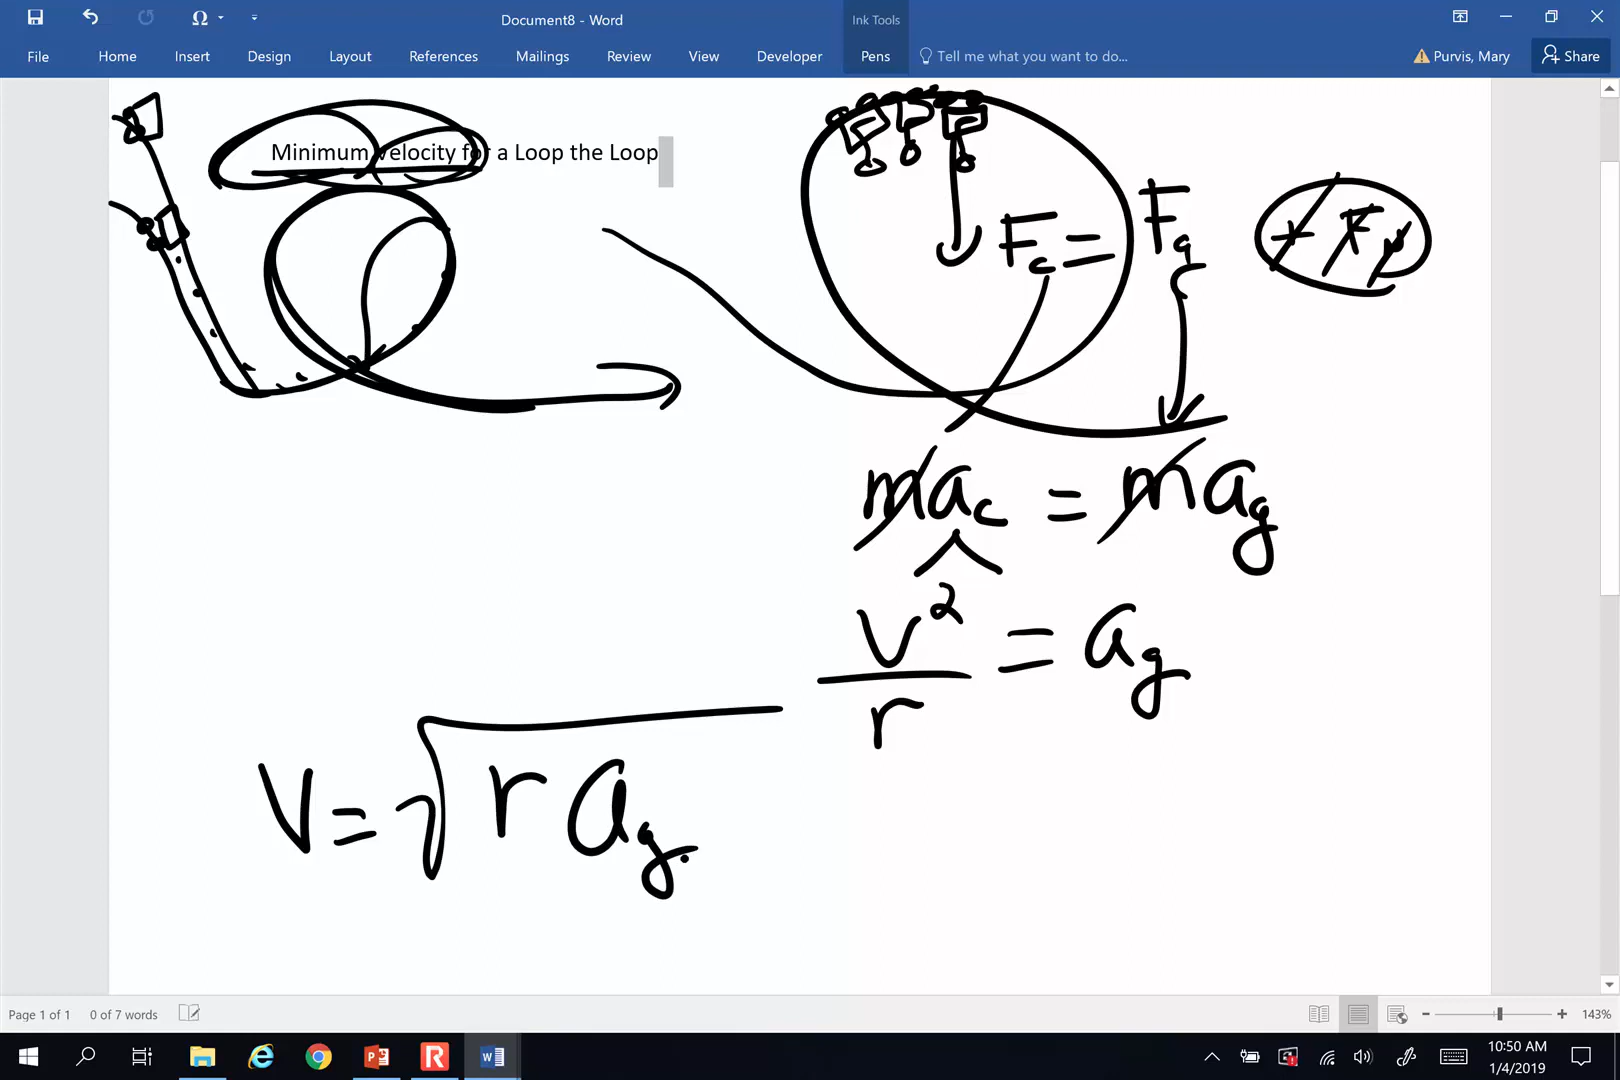 Document8 - Word
Ink Tools
File
Home
Insert
Design
Layout
References
Mailings
Review
View
Developer
Pens
Tell me what you want to do...
Purvis, Mary
Share
Minimum Velocity for a Loop the Loop
Fc = Fg
+ FN
mac = mag
v²/r = ag
V = √r ag
Page 1 of 1
0 of 7 words
143%
10:50 AM
1/4/2019